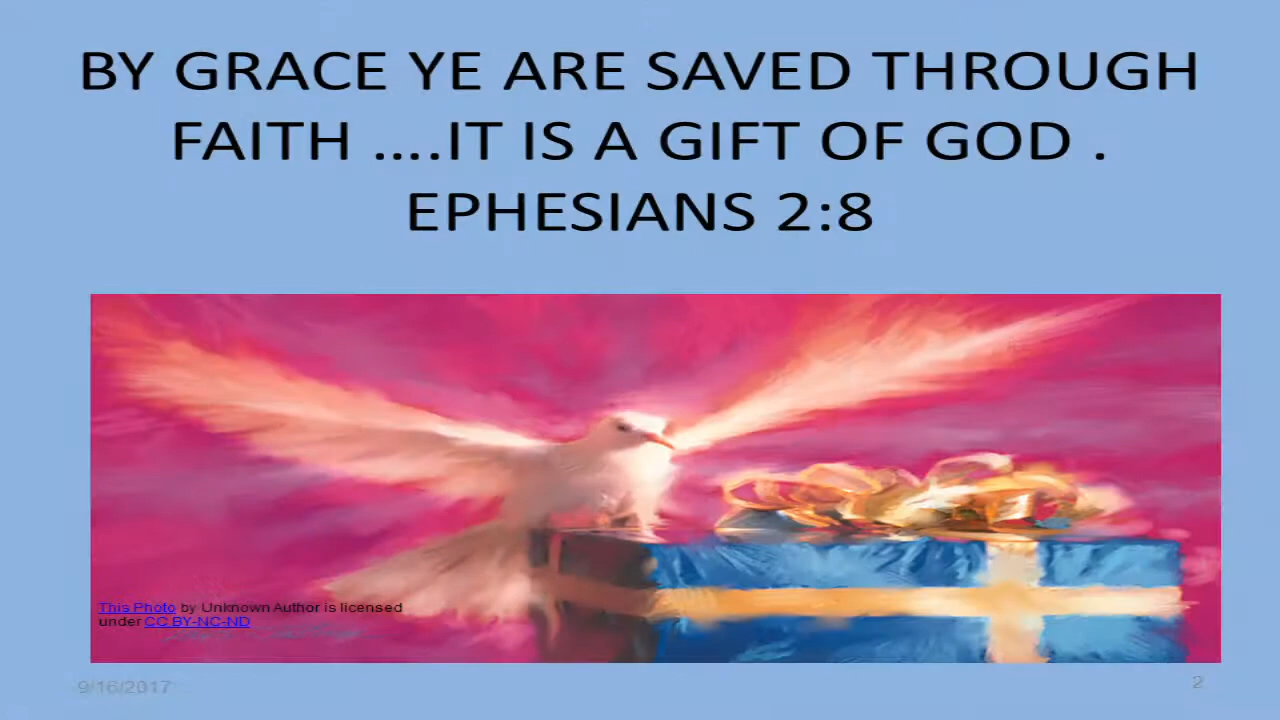 BY GRACE YE ARE SAVED THROUGH
FAITH ....IT IS A GIFT OF GOD .
EPHESIANS 2:8
This Photo by Unknown Author is licensed
under CC BY-NC-ND
9/16/2017
2